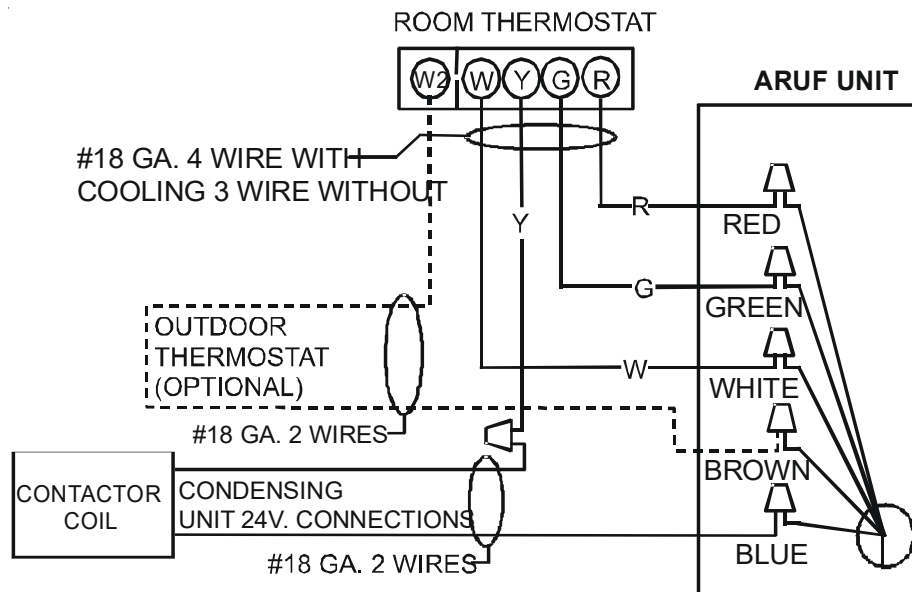 ROOM THERMOSTAT
W2 W Y G R
ARUF UNIT
#18 GA. 4 WIRE WITH
COOLING 3 WIRE WITHOUT
R
RED
Y
G
GREEN
OUTDOOR
THERMOSTAT
(OPTIONAL)
W
WHITE
#18 GA. 2 WIRES
BROWN
CONTACTOR
COIL
CONDENSING
UNIT 24V. CONNECTIONS
BLUE
#18 GA. 2 WIRES